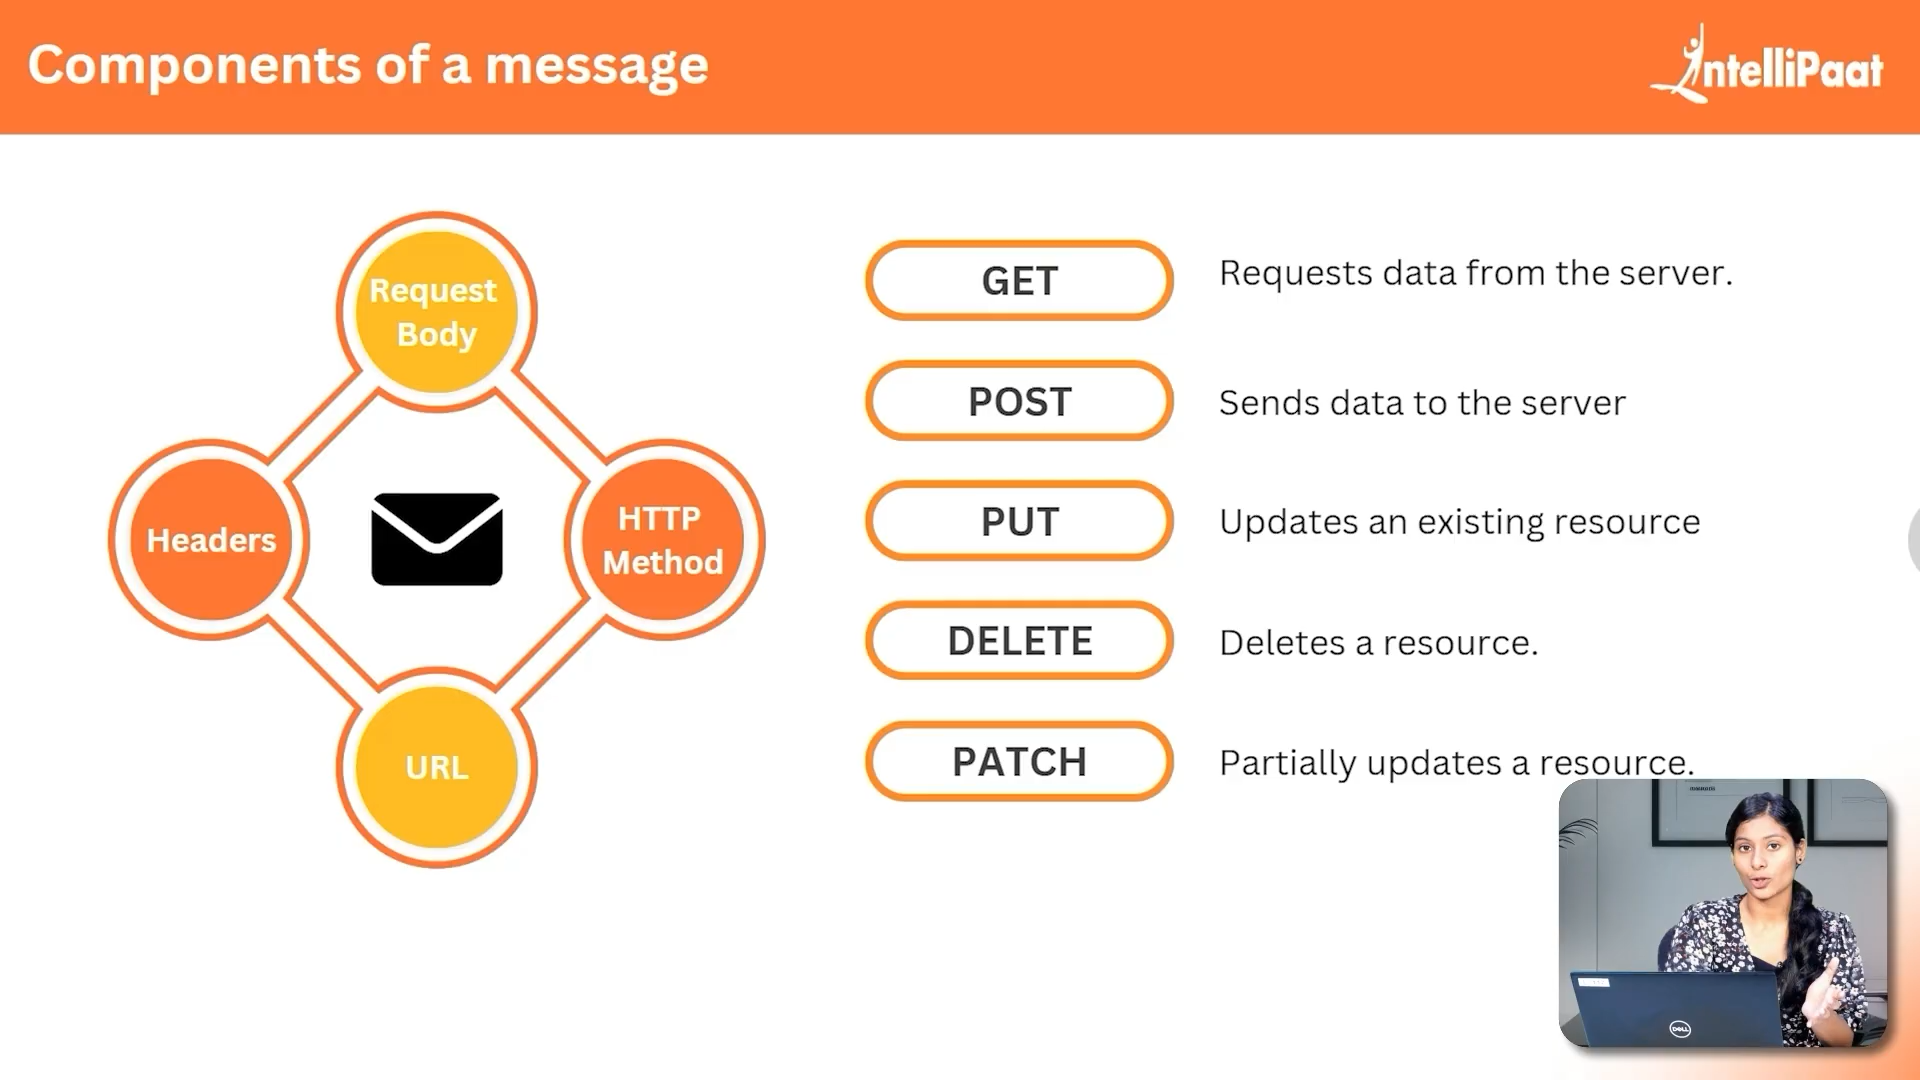 Components of a message
IntelliPaat
Request
Body
Headers
HTTP
Method
URL
GET
Requests data from the server.
POST
Sends data to the server
PUT
Updates an existing resource
DELETE
Deletes a resource.
PATCH
Partially updates a resource.
DELL